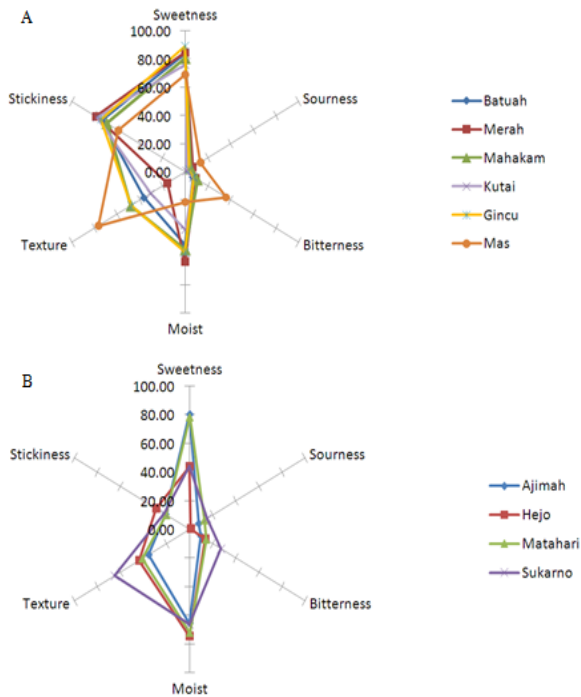 A
Sweetness
100.00
80.00
60.00
40.00
20.00
0.00
Sourness
Bitterness
Moist
Texture
Stickiness
Batuah
Merah
Mahakam
Kutai
Gincu
Mas
B
Sweetness
100.00
80.00
60.00
40.00
20.00
0.00
Sourness
Bitterness
Moist
Texture
Stickiness
Ajimah
Hejo
Matahari
Sukarno